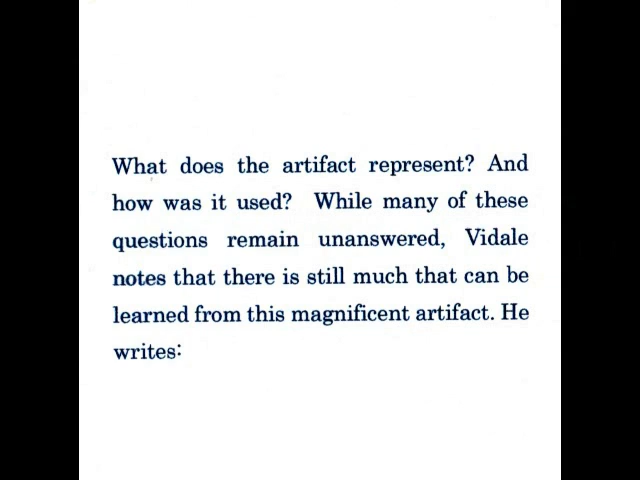 What does the artifact represent? And
how was it used? While many of these
questions remain unanswered, Vidale
notes that there is still much that can be
learned from this magnificent artifact. He
writes: